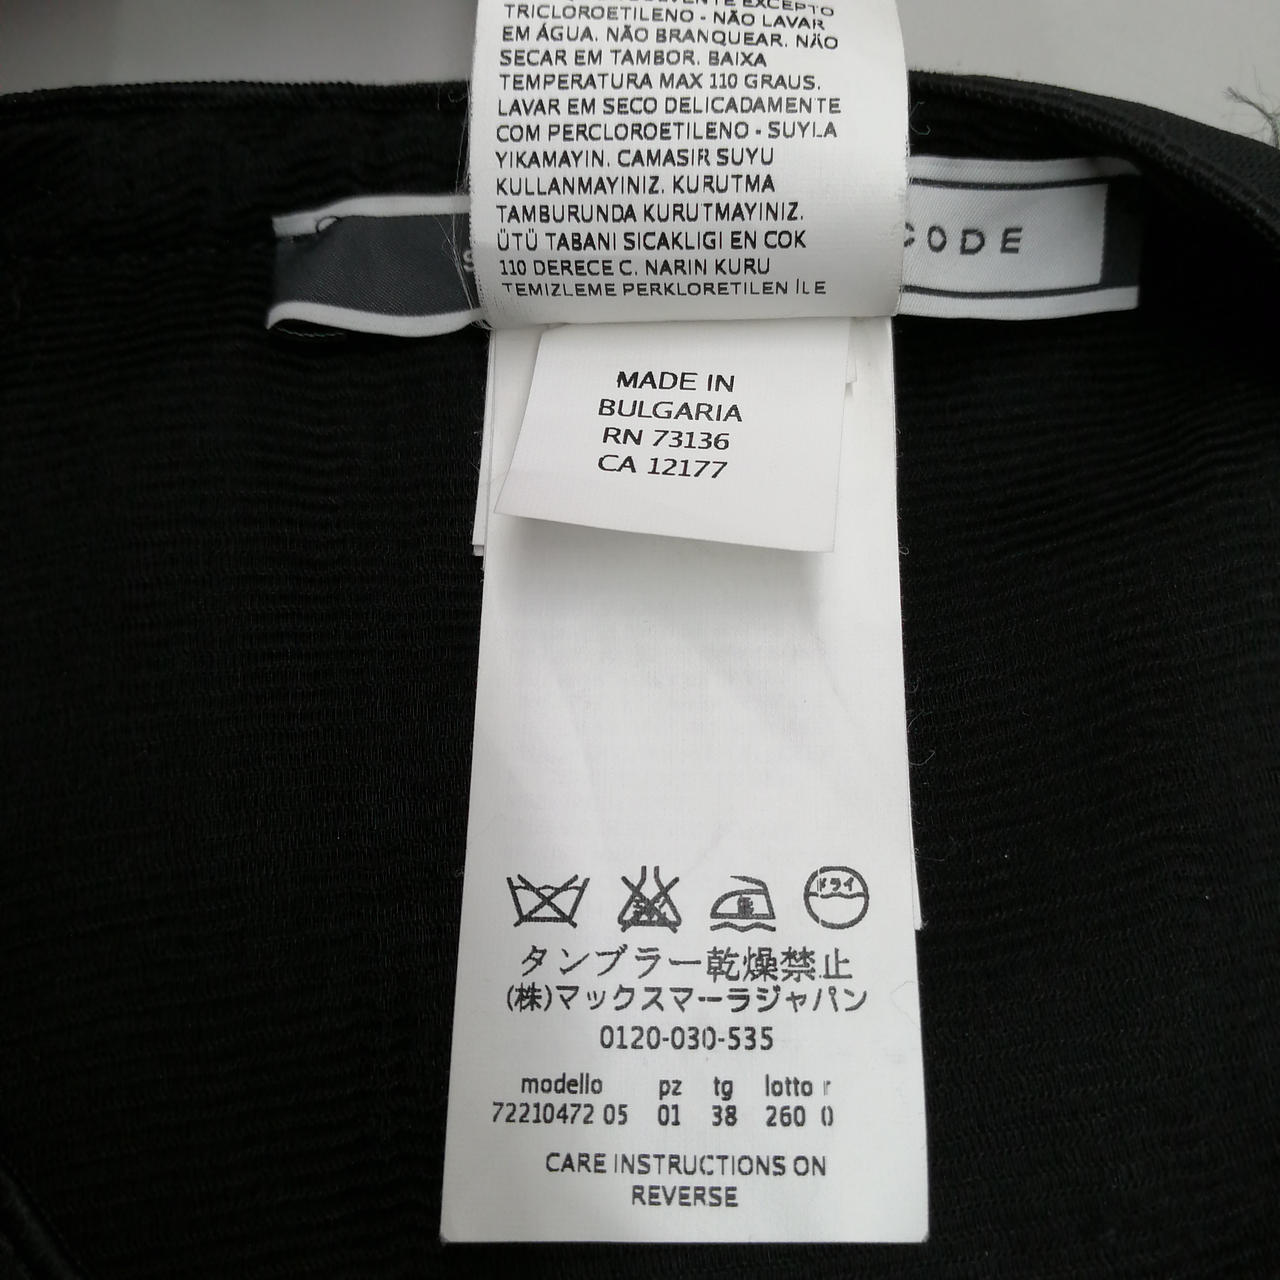 EXCEPTO
TRICLOROETILENO - NÃO LAVAR
EM ÁGUA. NÃO BRANQUEAR. NÃO
SECAR EM TAMBOR. BAIXA
TEMPERATURA MAX 110 GRAUS.
LAVAR EM SECO DELICADAMENTE
COM PERCLOROETILENO - SUYLA
YIKAMAYIN. CAMASIR SUYU
KULLANMAYINIZ. KURUTMA
TAMBURUNDA KURUTMAYINIZ.
ÜTÜ TABANI SICAKLIGI EN COK
110 DERECE C. NARIN KURU
TEMIZLEME PERKLORETILEN İLE
CODE
MADE IN
BULGARIA
RN 73136
CA 12177
ドライ
タンブラー乾燥禁止
(株)マックスマーラジャパン
0120-030-535
modello pz tg lotto r
72210472 05 01 38 260 0
CARE INSTRUCTIONS ON
REVERSE